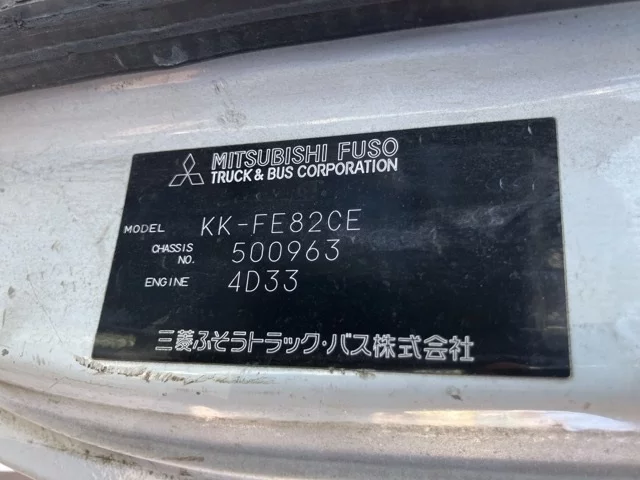 MITSUBISHI FUSO
TRUCK & BUS CORPORATION
MODEL KK-FE82CE
CHASSIS NO. 500963
ENGINE 4D33
三菱ふそうトラック・バス株式会社